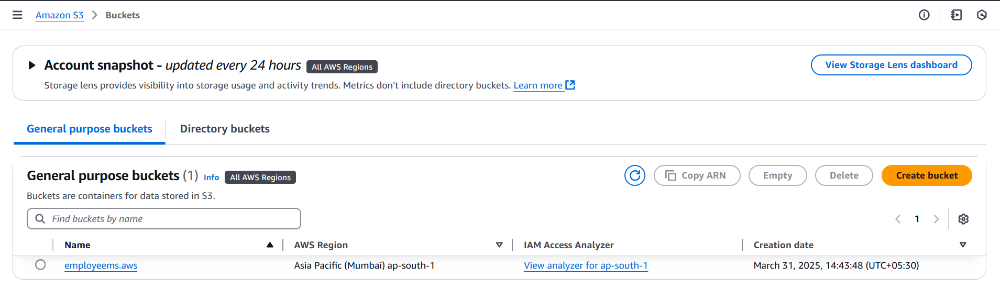 Amazon S3 > Buckets
Account snapshot - updated every 24 hours All AWS Regions View Storage Lens dashboard
Storage lens provides visibility into storage usage and activity trends. Metrics don't include directory buckets. Learn more
General purpose buckets Directory buckets
General purpose buckets (1) Info All AWS Regions Copy ARN Empty Delete Create bucket
Buckets are containers for data stored in S3.
Find buckets by name 1
Name AWS Region IAM Access Analyzer Creation date
employeems.aws Asia Pacific (Mumbai) ap-south-1 View analyzer for ap-south-1 March 31, 2025, 14:43:48 (UTC+05:30)